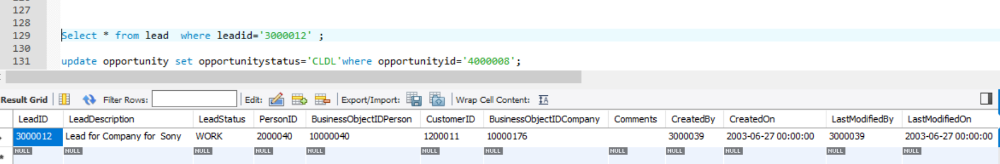 127
128
129 Select * from lead  where leadid='3000012' ;
130
131 update opportunity set opportunitystatus='CLDL'where opportunityid='4000008';
Result Grid Filter Rows: Edit: Export/Import: Wrap Cell Content:
LeadID LeadDescription LeadStatus PersonID BusinessObjectIDPerson CustomerID BusinessObjectIDCompany Comments CreatedBy CreatedOn LastModifiedBy LastModifiedOn
3000012 Lead for Company for  Sony WORK 2000040 10000040 1200011 10000176 3000039 2003-06-27 00:00:00 3000039 2003-06-27 00:00:00
* NULL NULL NULL NULL NULL NULL NULL NULL NULL NULL NULL NULL